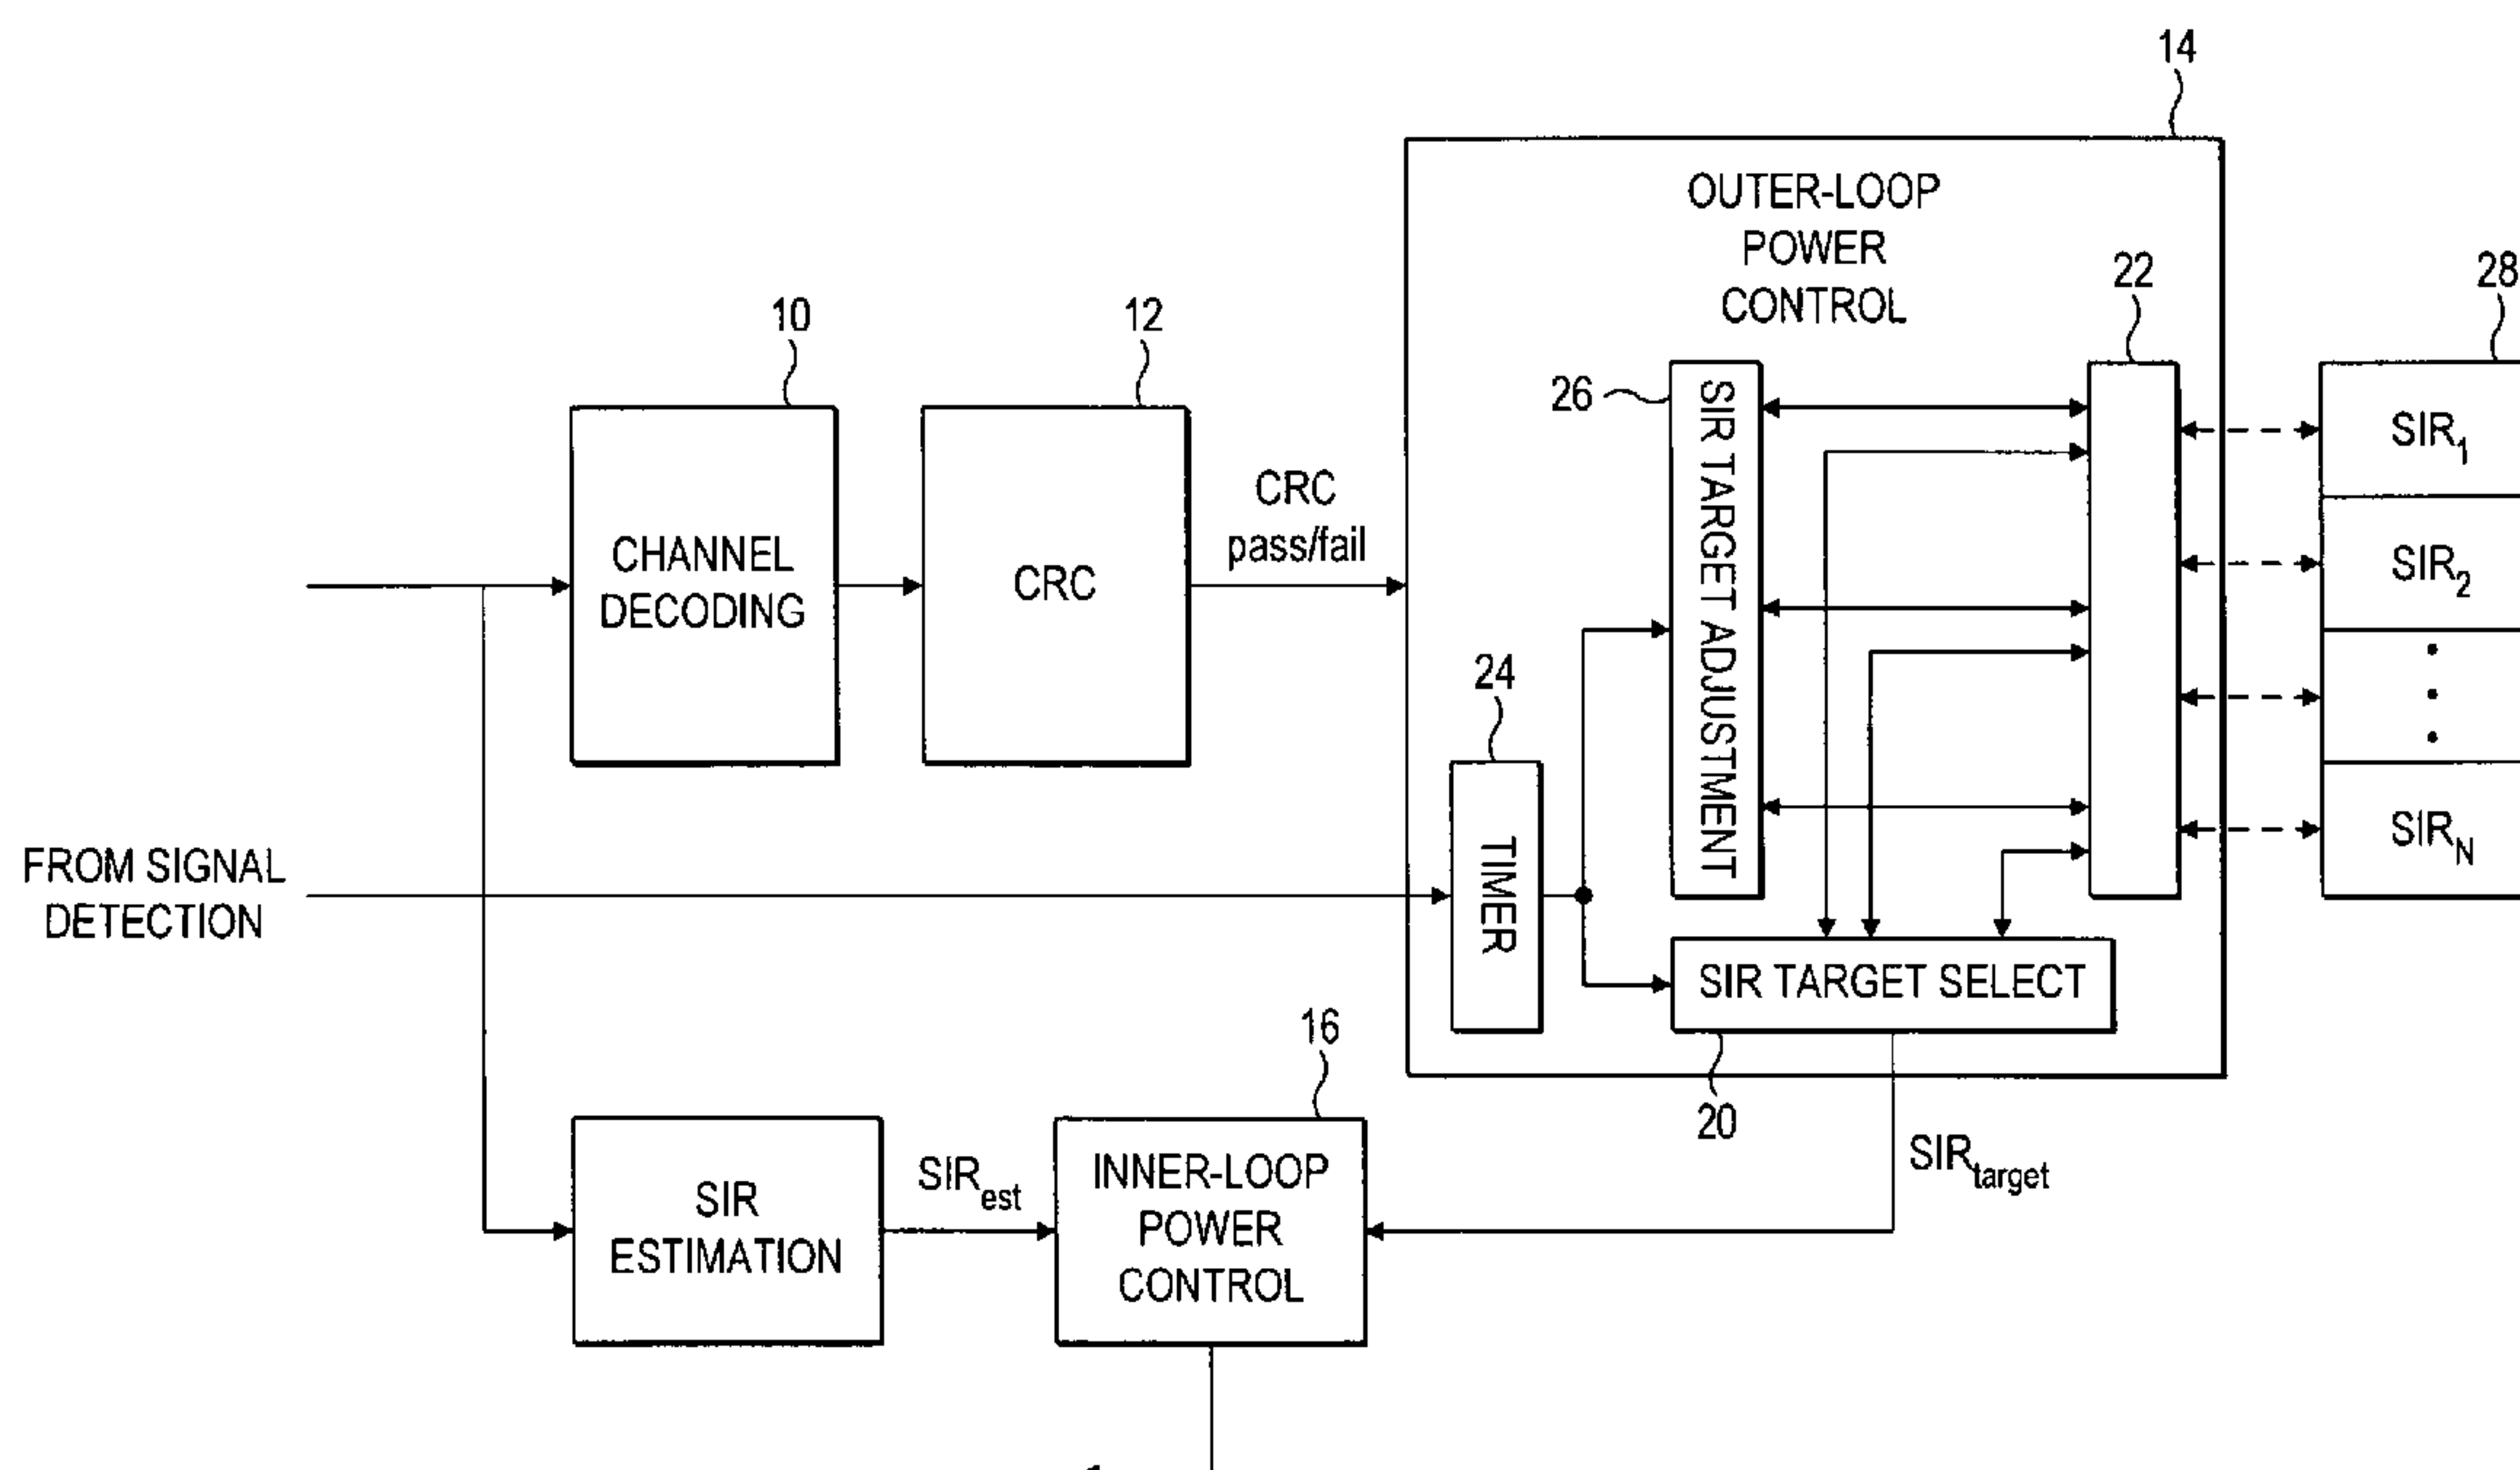 14
OUTER-LOOP
POWER
CONTROL
22
28
10
12
26
SIR TARGET ADJUSTMENT
SIR1
CRC
pass/fail
CHANNEL
DECODING
CRC
SIR2
24
TIMER
SIRN
FROM SIGNAL
DETECTION
SIR TARGET SELECT
16
20
SIRtarget
SIR
ESTIMATION
SIRest
INNER-LOOP
POWER
CONTROL